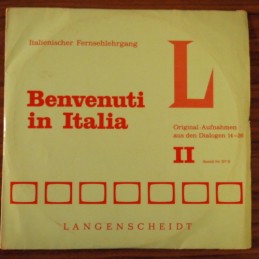 Italienischer Fernsehlehrgang
Benvenuti
in Italia
L
Original-Aufnahmen
aus den Dialogen 14–26
II
LANGENSCHEIDT